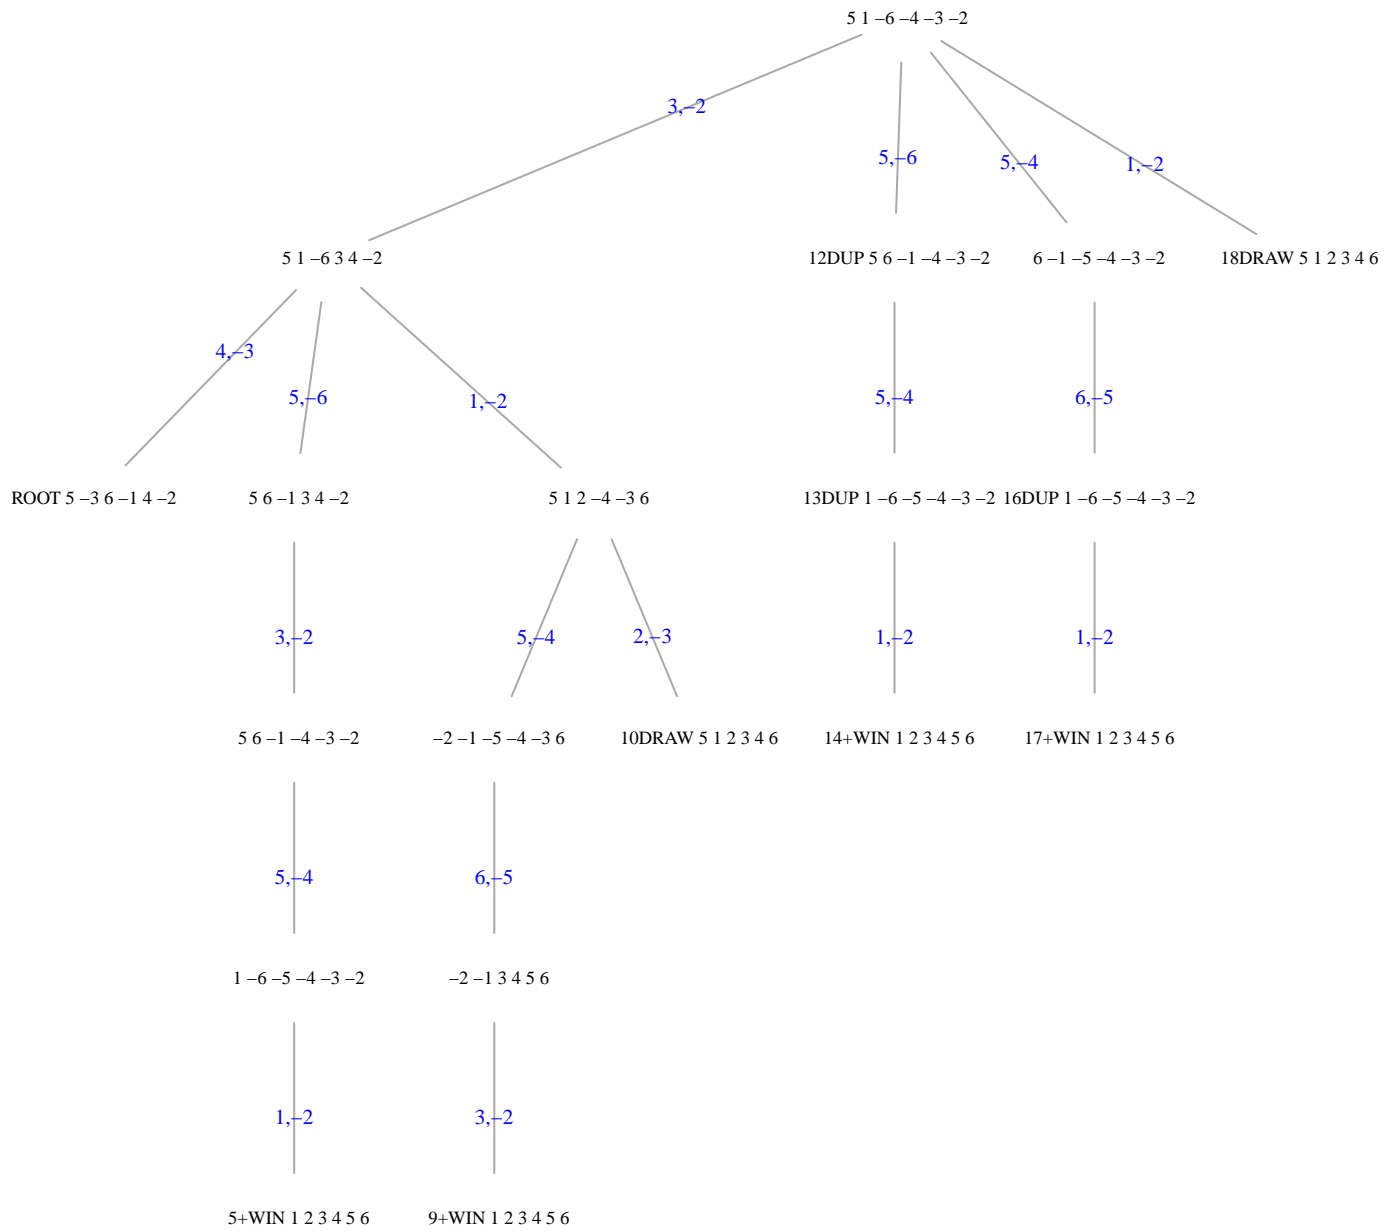 5 1 –6 –4 –3 –2
3,–2
5,–6
5,–4
1,–2
5 1 –6 3 4 –2
12DUP 5 6 –1 –4 –3 –2
6 –1 –5 –4 –3 –2
18DRAW 5 1 2 3 4 6
4,–3
5,–6
1,–2
5,–4
6,–5
ROOT 5 –3 6 –1 4 –2
5 6 –1 3 4 –2
5 1 2 –4 –3 6
13DUP 1 –6 –5 –4 –3 –2
16DUP 1 –6 –5 –4 –3 –2
3,–2
5,–4
2,–3
1,–2
1,–2
5 6 –1 –4 –3 –2
–2 –1 –5 –4 –3 6
10DRAW 5 1 2 3 4 6
14+WIN 1 2 3 4 5 6
17+WIN 1 2 3 4 5 6
5,–4
6,–5
1 –6 –5 –4 –3 –2
–2 –1 3 4 5 6
1,–2
3,–2
5+WIN 1 2 3 4 5 6
9+WIN 1 2 3 4 5 6